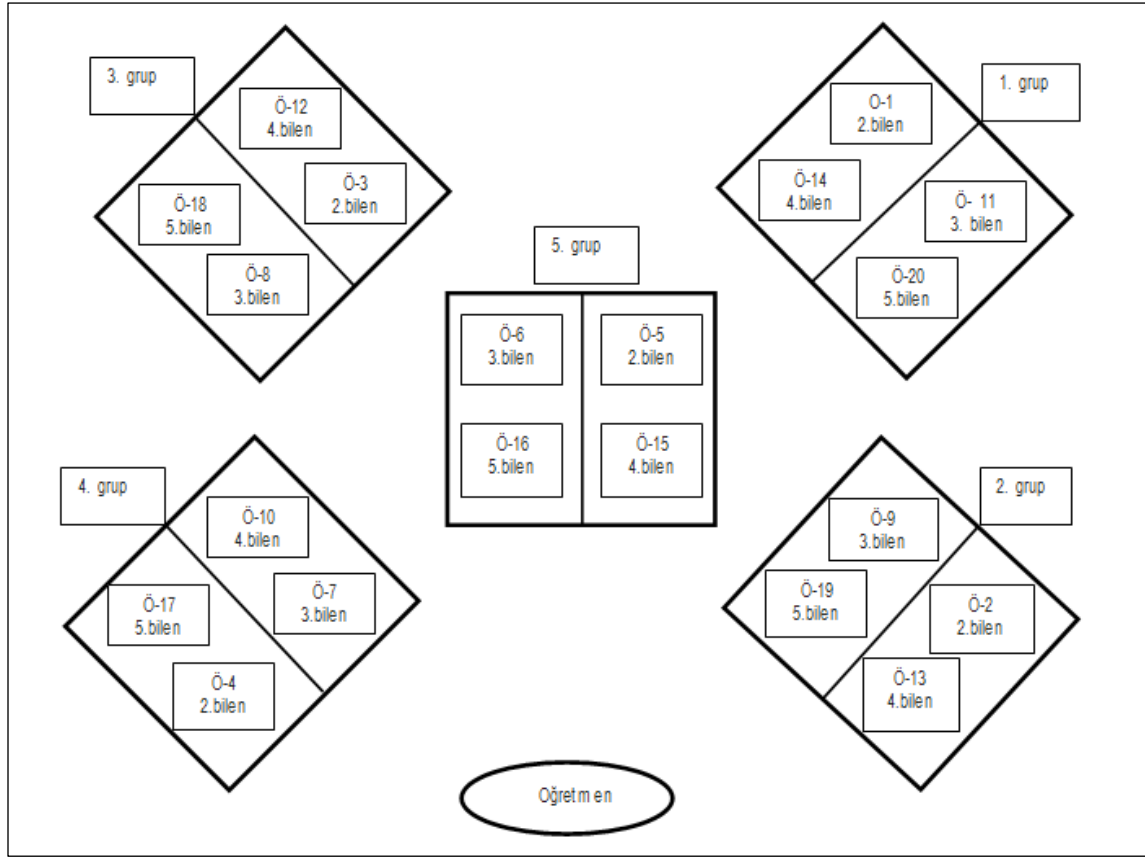 3. grup
Ö-12
4.bilen
Ö-3
2.bilen
Ö-18
5.bilen
Ö-8
3.bilen
1. grup
O-1
2.bilen
Ö-14
4.bilen
Ö- 11
3. bilen
Ö-20
5.bilen
5. grup
Ö-6
3.bilen
Ö-5
2.bilen
Ö-16
5.bilen
Ö-15
4.bilen
4. grup
Ö-10
4.bilen
Ö-7
3.bilen
Ö-17
5.bilen
Ö-4
2.bilen
2. grup
Ö-9
3.bilen
Ö-19
5.bilen
Ö-2
2.bilen
Ö-13
4.bilen
Oğretmen